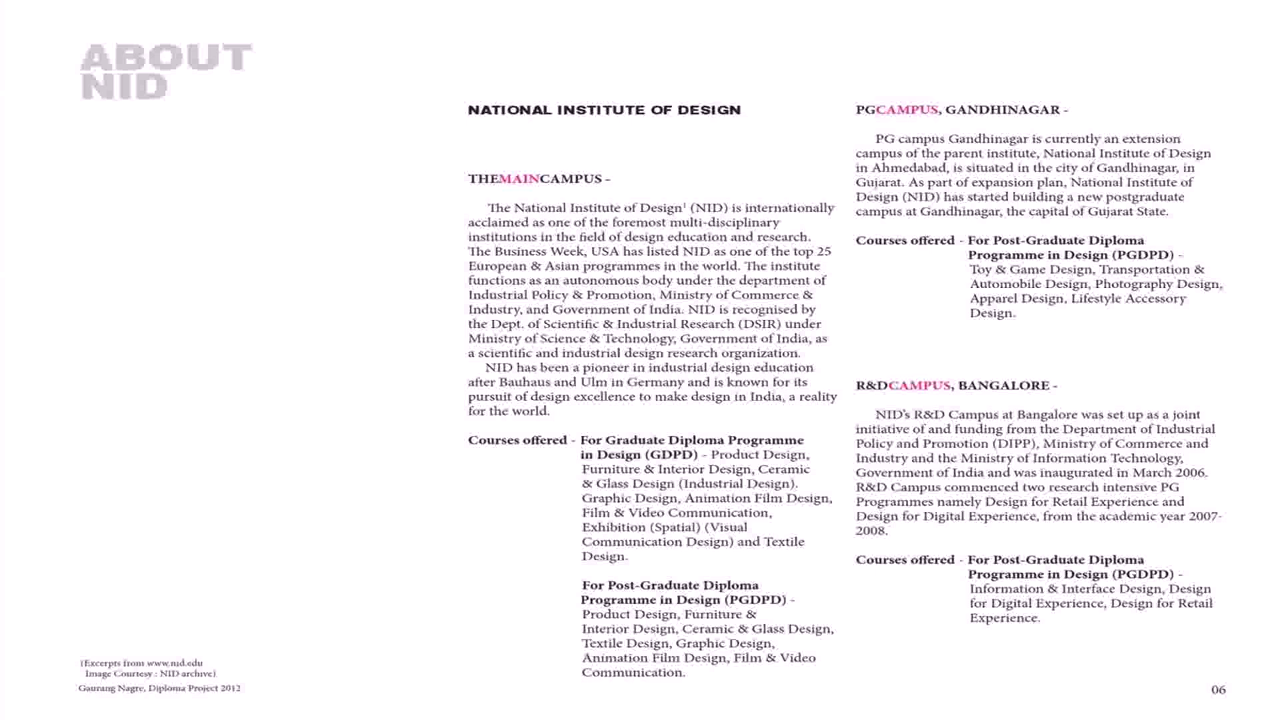 ABOUT
NID
NATIONAL INSTITUTE OF DESIGN
THEMAINCAMPUS -
The National Institute of Design¹ (NID) is internationally
acclaimed as one of the foremost multi-disciplinary
institutions in the field of design education and research.
The Business Week, USA has listed NID as one of the top 25
European & Asian programmes in the world. The institute
functions as an autonomous body under the department of
Industrial Policy & Promotion, Ministry of Commerce &
Industry, and Government of India. NID is recognised by
the Dept. of Scientific & Industrial Research (DSIR) under
Ministry of Science & Technology, Government of India, as
a scientific and industrial design research organization.
NID has been a pioneer in industrial design education
after Bauhaus and Ulm in Germany and is known for its
pursuit of design excellence to make design in India, a reality
for the world.
Courses offered - For Graduate Diploma Programme
in Design (GDPD) - Product Design,
Furniture & Interior Design, Ceramic
& Glass Design (Industrial Design).
Graphic Design, Animation Film Design,
Film & Video Communication,
Exhibition (Spatial) (Visual
Communication Design) and Textile
Design.
For Post-Graduate Diploma
Programme in Design (PGDPD) -
Product Design, Furniture &
Interior Design, Ceramic & Glass Design,
Textile Design, Graphic Design,
Animation Film Design, Film & Video
Communication.
PGCAMPUS, GANDHINAGAR -
PG campus Gandhinagar is currently an extension
campus of the parent institute, National Institute of Design
in Ahmedabad, is situated in the city of Gandhinagar, in
Gujarat. As part of expansion plan, National Institute of
Design (NID) has started building a new postgraduate
campus at Gandhinagar, the capital of Gujarat State.
Courses offered - For Post-Graduate Diploma
Programme in Design (PGDPD) -
Toy & Game Design, Transportation &
Automobile Design, Photography Design,
Apparel Design, Lifestyle Accessory
Design.
R&DCAMPUS, BANGALORE -
NID's R&D Campus at Bangalore was set up as a joint
initiative of and funding from the Department of Industrial
Policy and Promotion (DIPP), Ministry of Commerce and
Industry and the Ministry of Information Technology,
Government of India and was inaugurated in March 2006.
R&D Campus commenced two research intensive PG
Programmes namely Design for Retail Experience and
Design for Digital Experience, from the academic year 2007-
2008.
Courses offered - For Post-Graduate Diploma
Programme in Design (PGDPD) -
Information & Interface Design, Design
for Digital Experience, Design for Retail
Experience.
1(Excerpts from www.nid.edu
Image Courtesy : NID archive)
Gaurang Nagre, Diploma Project 2012
06